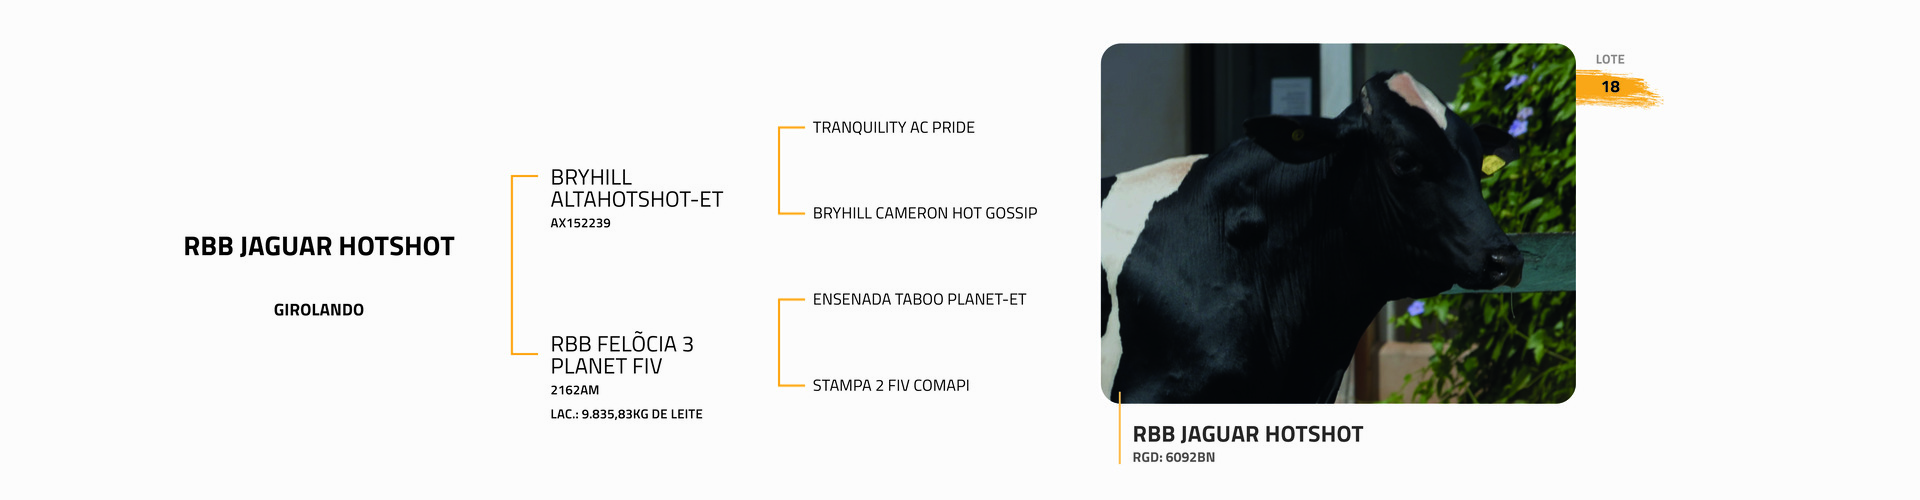 RBB JAGUAR HOTSHOT
GIROLANDO
BRYHILL
ALTAHOTSHOT-ET
AX152239
RBB FELÕCIA 3
PLANET FIV
2162AM
LAC.: 9.835,83KG DE LEITE
TRANQUILITY AC PRIDE
BRYHILL CAMERON HOT GOSSIP
ENSENADA TABOO PLANET-ET
STAMPA 2 FIV COMAPI
LOTE
18
RBB JAGUAR HOTSHOT
RGD: 6092BN